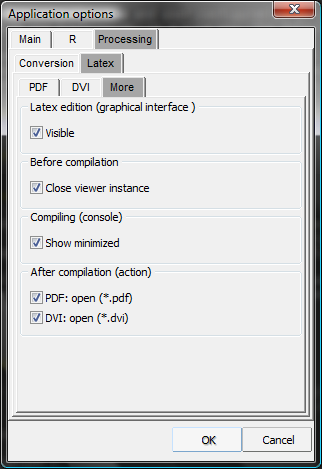 Application options
Main R Processing
Conversion Latex
PDF DVI More
Latex edition (graphical interface )
Visible
Before compilation
Close viewer instance
Compiling (console)
Show minimized
After compilation (action)
PDF: open (*.pdf)
DVI: open (*.dvi)
OK Cancel